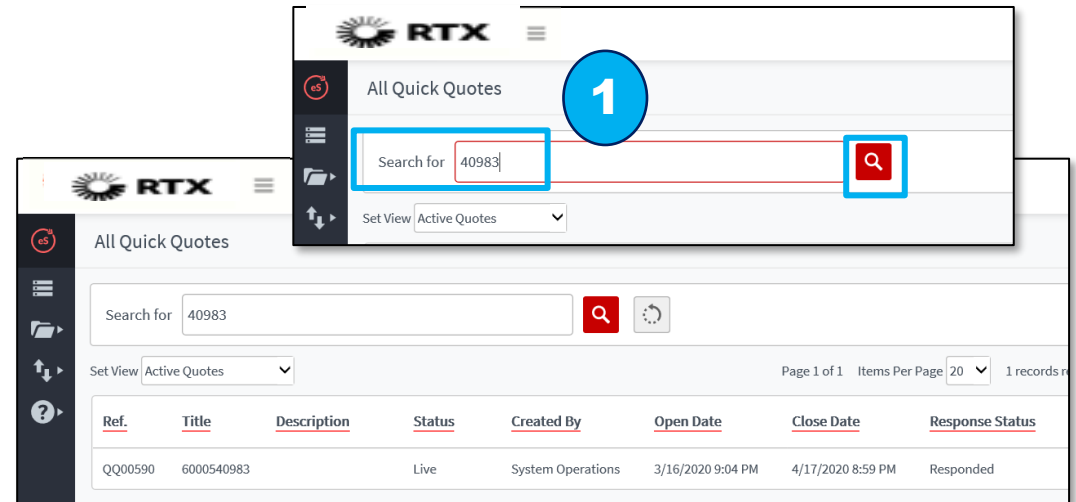 RTX
eS
All Quick Quotes
1
Search for 40983
Set View Active Quotes
RTX
eS
All Quick Quotes
Search for 40983
Set View Active Quotes Page 1 of 1 Items Per Page 20 1 records
Ref. Title Description Status Created By Open Date Close Date Response Status
QQ00590 6000540983 Live System Operations 3/16/2020 9:04 PM 4/17/2020 8:59 PM Responded